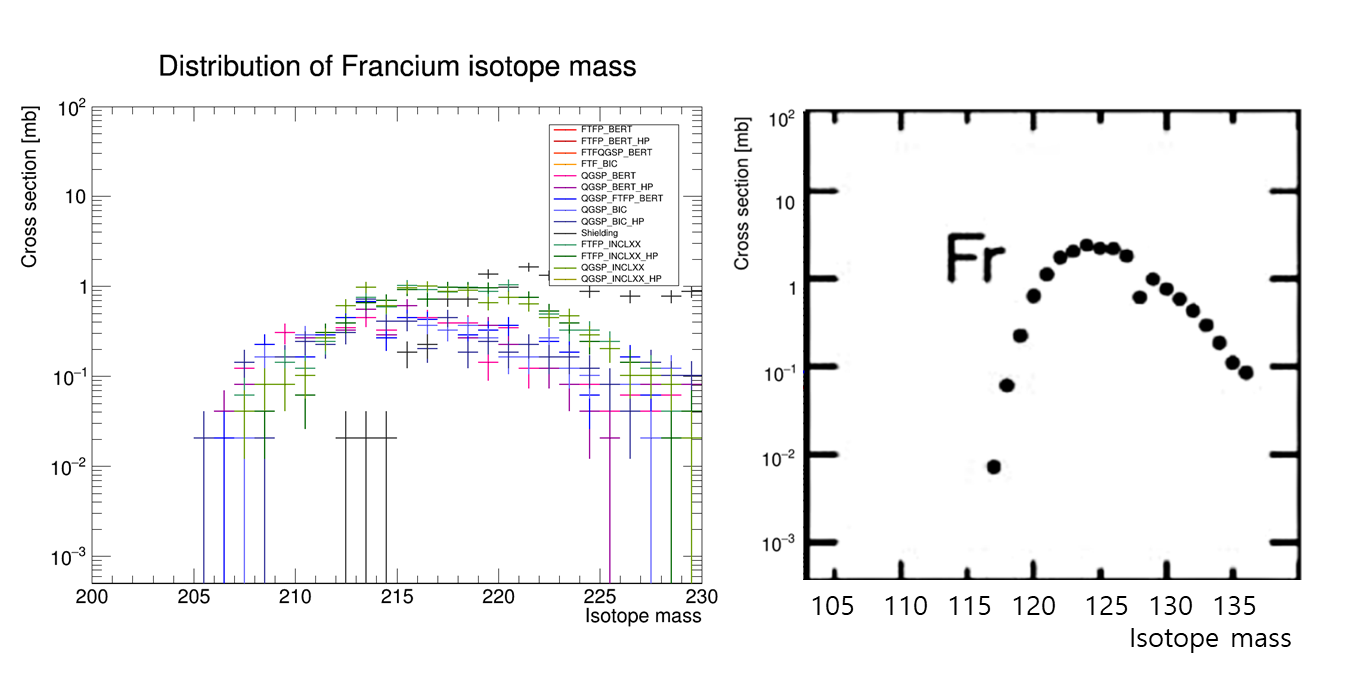 Distribution of Francium isotope mass
Cross section [mb]
10²
10
1
10⁻¹
10⁻²
10⁻³
FTFP_BERT
FTFP_BERT_HP
FTFQGSP_BERT
FTF_BIC
QGSP_BERT
QGSP_BERT_HP
QGSP_FTFP_BERT
QGSP_BIC
QGSP_BIC_HP
Shielding
FTFP_INCLXX
FTFP_INCLXX_HP
QGSP_INCLXX
QGSP_INCLXX_HP
200 205 210 215 220 225 230
Isotope mass
Cross section [mb]
10²
10
1
10⁻¹
10⁻²
10⁻³
Fr
105 110 115 120 125 130 135
Isotope mass